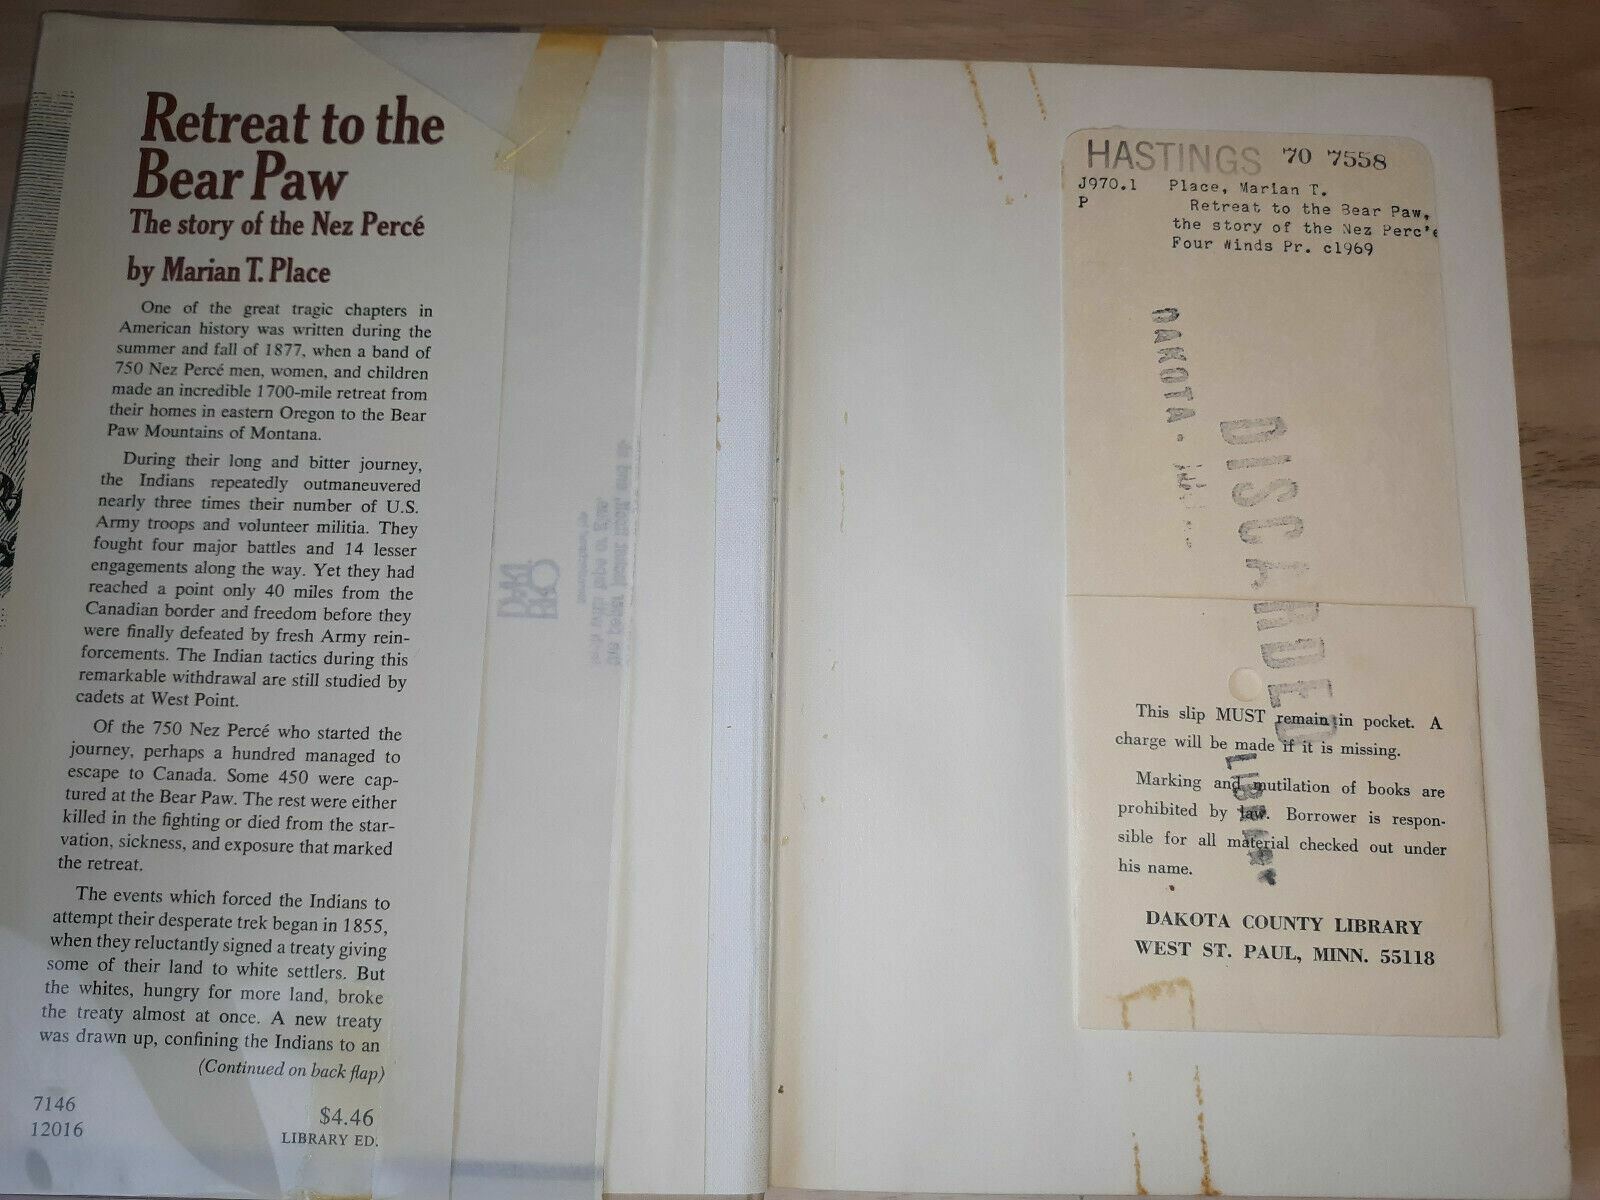 Retreat to the
Bear Paw
The story of the Nez Percé
by Marian T. Place
One of the great tragic chapters in
American history was written during the
summer and fall of 1877, when a band of
750 Nez Percé men, women, and children
made an incredible 1700-mile retreat from
their homes in eastern Oregon to the Bear
Paw Mountains of Montana.
During their long and bitter journey,
the Indians repeatedly outmaneuvered
nearly three times their number of U.S.
Army troops and volunteer militia. They
fought four major battles and 14 lesser
engagements along the way. Yet they had
reached a point only 40 miles from the
Canadian border and freedom before they
were finally defeated by fresh Army rein-
forcements. The Indian tactics during this
remarkable withdrawal are still studied by
cadets at West Point.
Of the 750 Nez Percé who started the
journey, perhaps a hundred managed to
escape to Canada. Some 450 were cap-
tured at the Bear Paw. The rest were either
killed in the fighting or died from the star-
vation, sickness, and exposure that marked
the retreat.
The events which forced the Indians to
attempt their desperate trek began in 1855,
when they reluctantly signed a treaty giving
some of their land to white settlers. But
the whites, hungry for more land, broke
the treaty almost at once. A new treaty
was drawn up, confining the Indians to an
(Continued on back flap)
7146
12016
$4.46
LIBRARY ED.
HASTINGS 70 7558
J970.1 Place, Marian T.
P Retreat to the Bear Paw,
the story of the Nez Perc'e
Four Winds Pr. c1969
DAKOTA
DISCARDED
LIBRARY
This slip MUST remain in pocket. A
charge will be made if it is missing.
Marking and mutilation of books are
prohibited by law. Borrower is respon-
sible for all material checked out under
his name.
DAKOTA COUNTY LIBRARY
WEST ST. PAUL, MINN. 55118